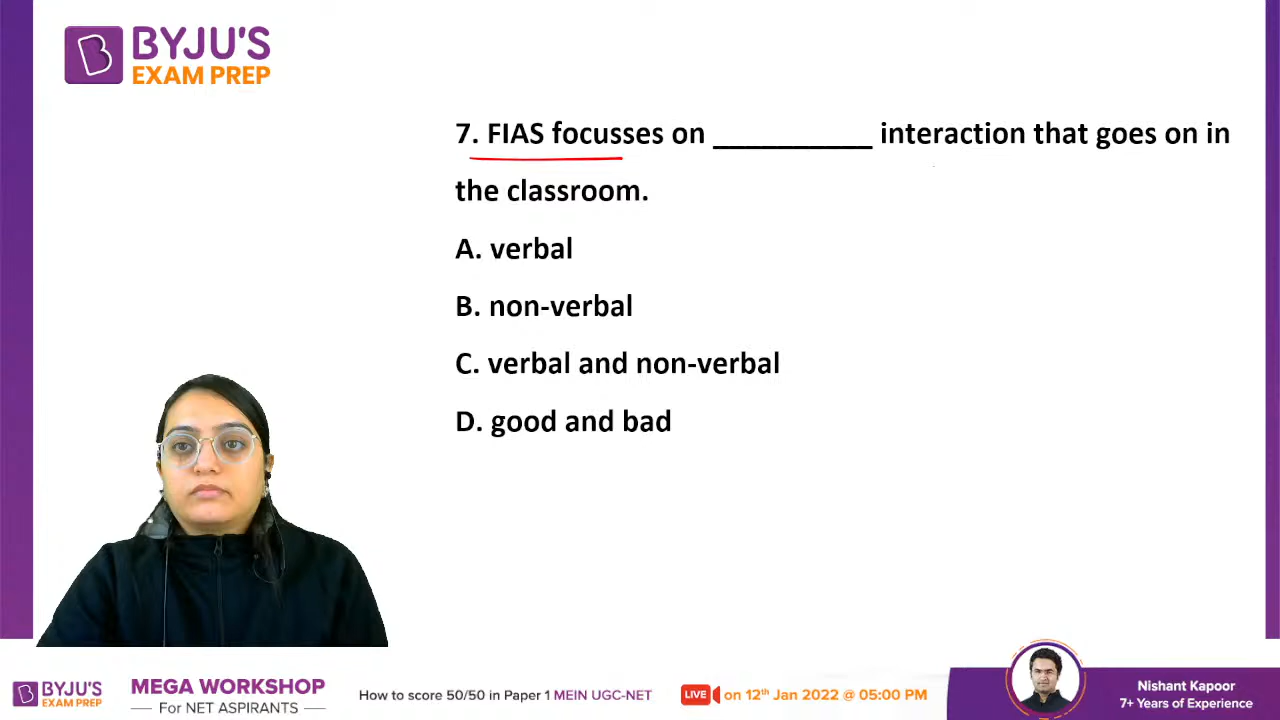 BYJU'S
EXAM PREP
7. FIAS focusses on __________ interaction that goes on in
the classroom.
A. verbal
B. non-verbal
C. verbal and non-verbal
D. good and bad
BYJU'S
EXAM PREP
MEGA WORKSHOP
For NET ASPIRANTS
How to score 50/50 in Paper 1 MEIN UGC-NET
LIVE on 12th Jan 2022 @ 05:00 PM
Nishant Kapoor
7+ Years of Experience